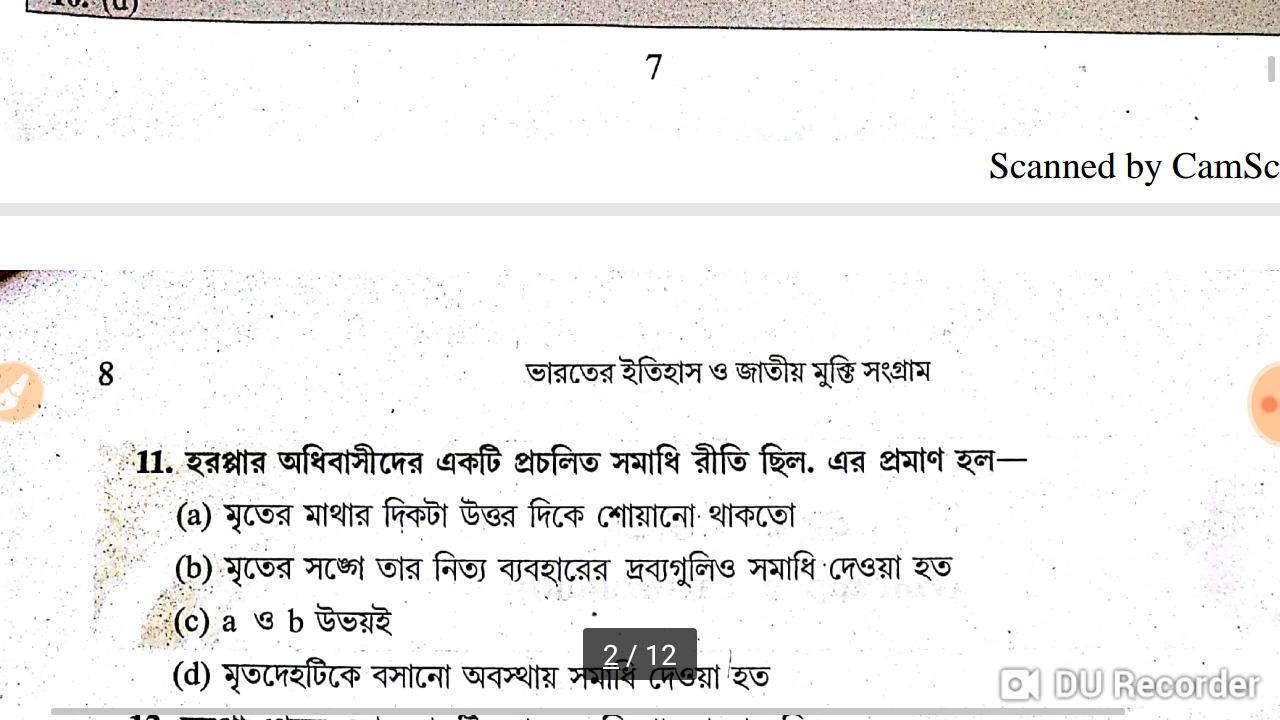 10. (d)
7
Scanned by CamSc
8
ভারতের ইতিহাস ও জাতীয় মুক্তি সংগ্রাম
11. হরপ্পার অধিবাসীদের একটি প্রচলিত সমাধি রীতি ছিল. এর প্রমাণ হল—
(a) মৃতের মাথার দিকটা উত্তর দিকে শোয়ানো থাকতো
(b) মৃতের সঙ্গে তার নিত্য ব্যবহারের দ্রব্যগুলিও সমাধি দেওয়া হত
(c) a ও b উভয়ই
2 / 12
(d) মৃতদেহটিকে বসানো অবস্থায় সমাধি দেওয়া হত
DU Recorder